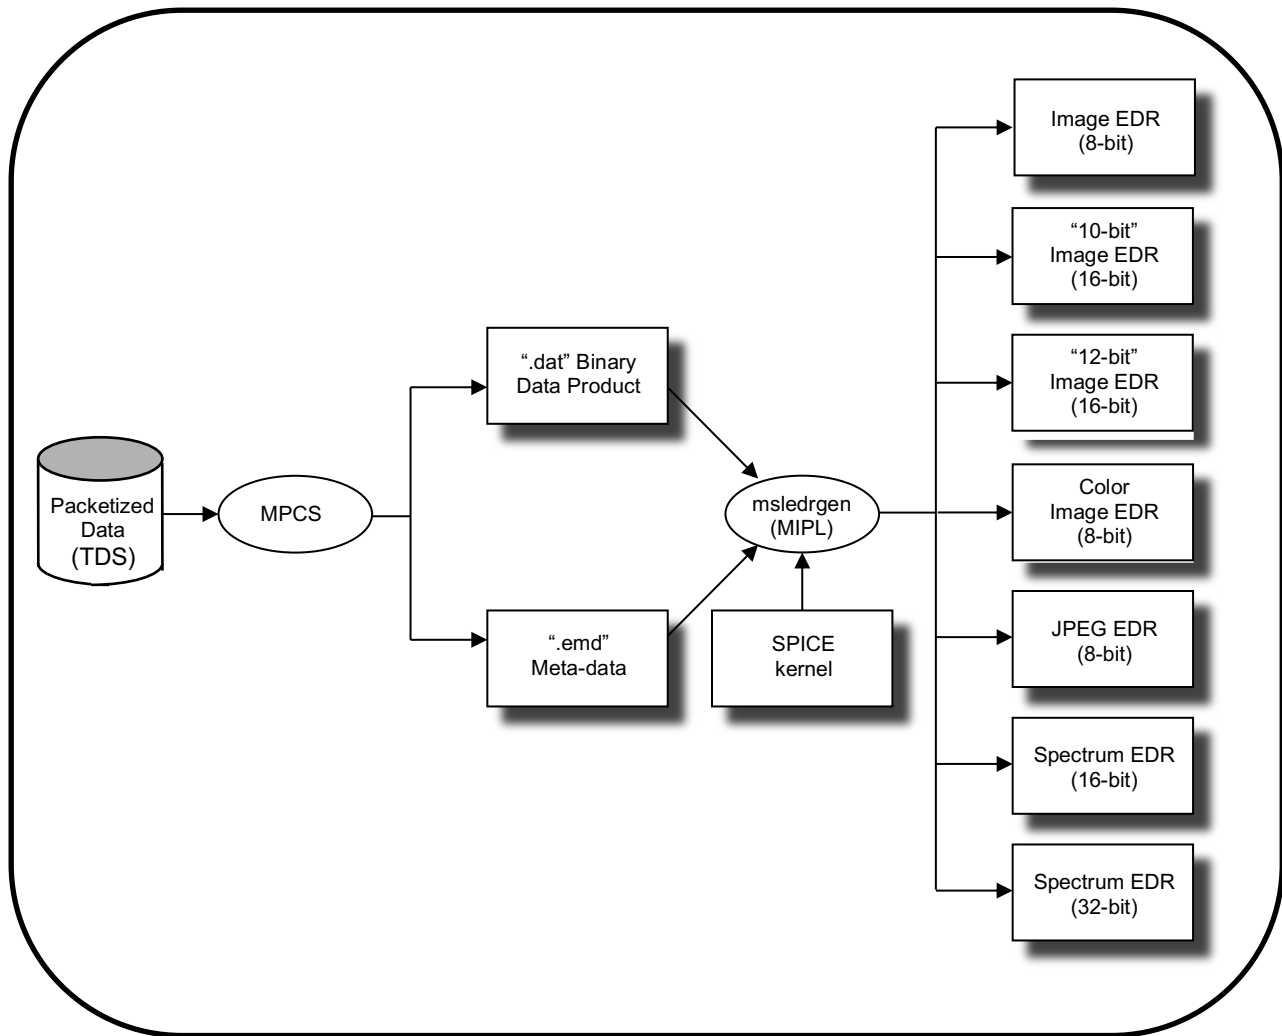 Packetized
Data
(TDS)
MPCS
“.dat” Binary
Data Product
“.emd”
Meta-data
msledrgen
(MIPL)
SPICE
kernel
Image EDR
(8-bit)
“10-bit”
Image EDR
(16-bit)
“12-bit”
Image EDR
(16-bit)
Color
Image EDR
(8-bit)
JPEG EDR
(8-bit)
Spectrum EDR
(16-bit)
Spectrum EDR
(32-bit)